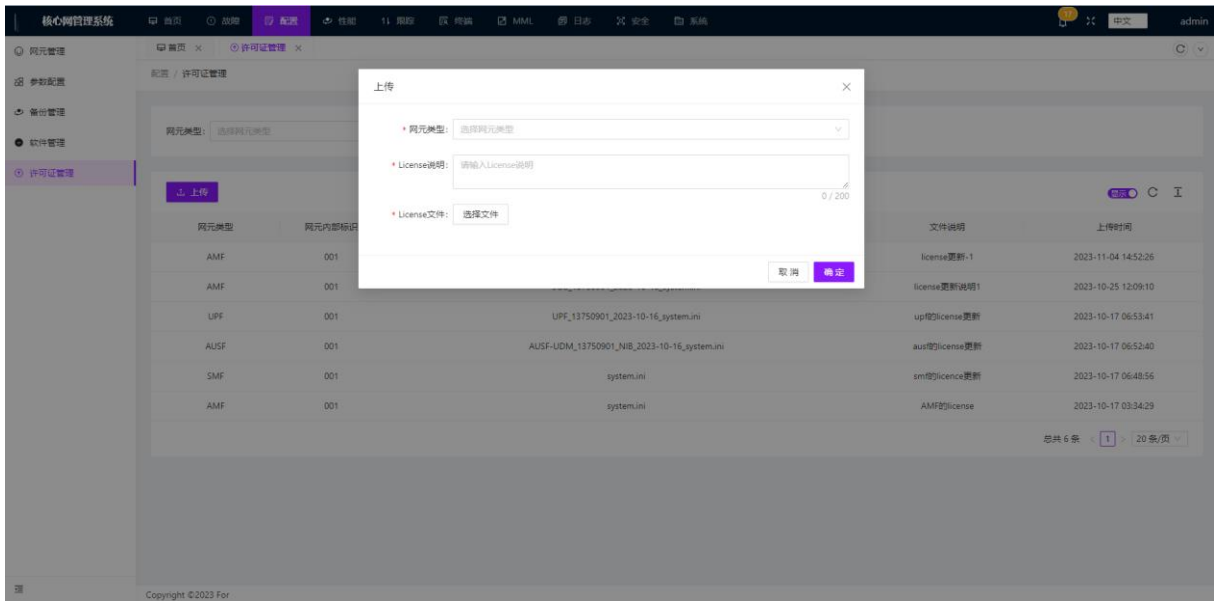 核心网管理系统 首页 故障 配置 性能 跟踪 终端 MML 日志 安全 系统 17 中文 admin
网元管理 首页 许可证管理
参数配置 配置 / 许可证管理
备份管理
软件管理
许可证管理
网元类型: 选择网元类型
上传
上传
* 网元类型: 选择网元类型
* License说明: 请输入License说明
0 / 200
* License文件: 选择文件
取消 确定
显示
网元类型 网元内部标识 文件说明 上传时间
AMF 001 license更新-1 2023-11-04 14:52:26
AMF 001 license更新说明1 2023-10-25 12:09:10
UPF 001 UPF_13750901_2023-10-16_system.ini upf的license更新 2023-10-17 06:53:41
AUSF 001 AUSF-UDM_13750901_NIB_2023-10-16_system.ini ausf的license更新 2023-10-17 06:52:40
SMF 001 system.ini smf的licence更新 2023-10-17 06:48:56
AMF 001 system.ini AMF的license 2023-10-17 03:34:29
总共 6 条 < 1 > 20 条/页
Copyright ©2023 For